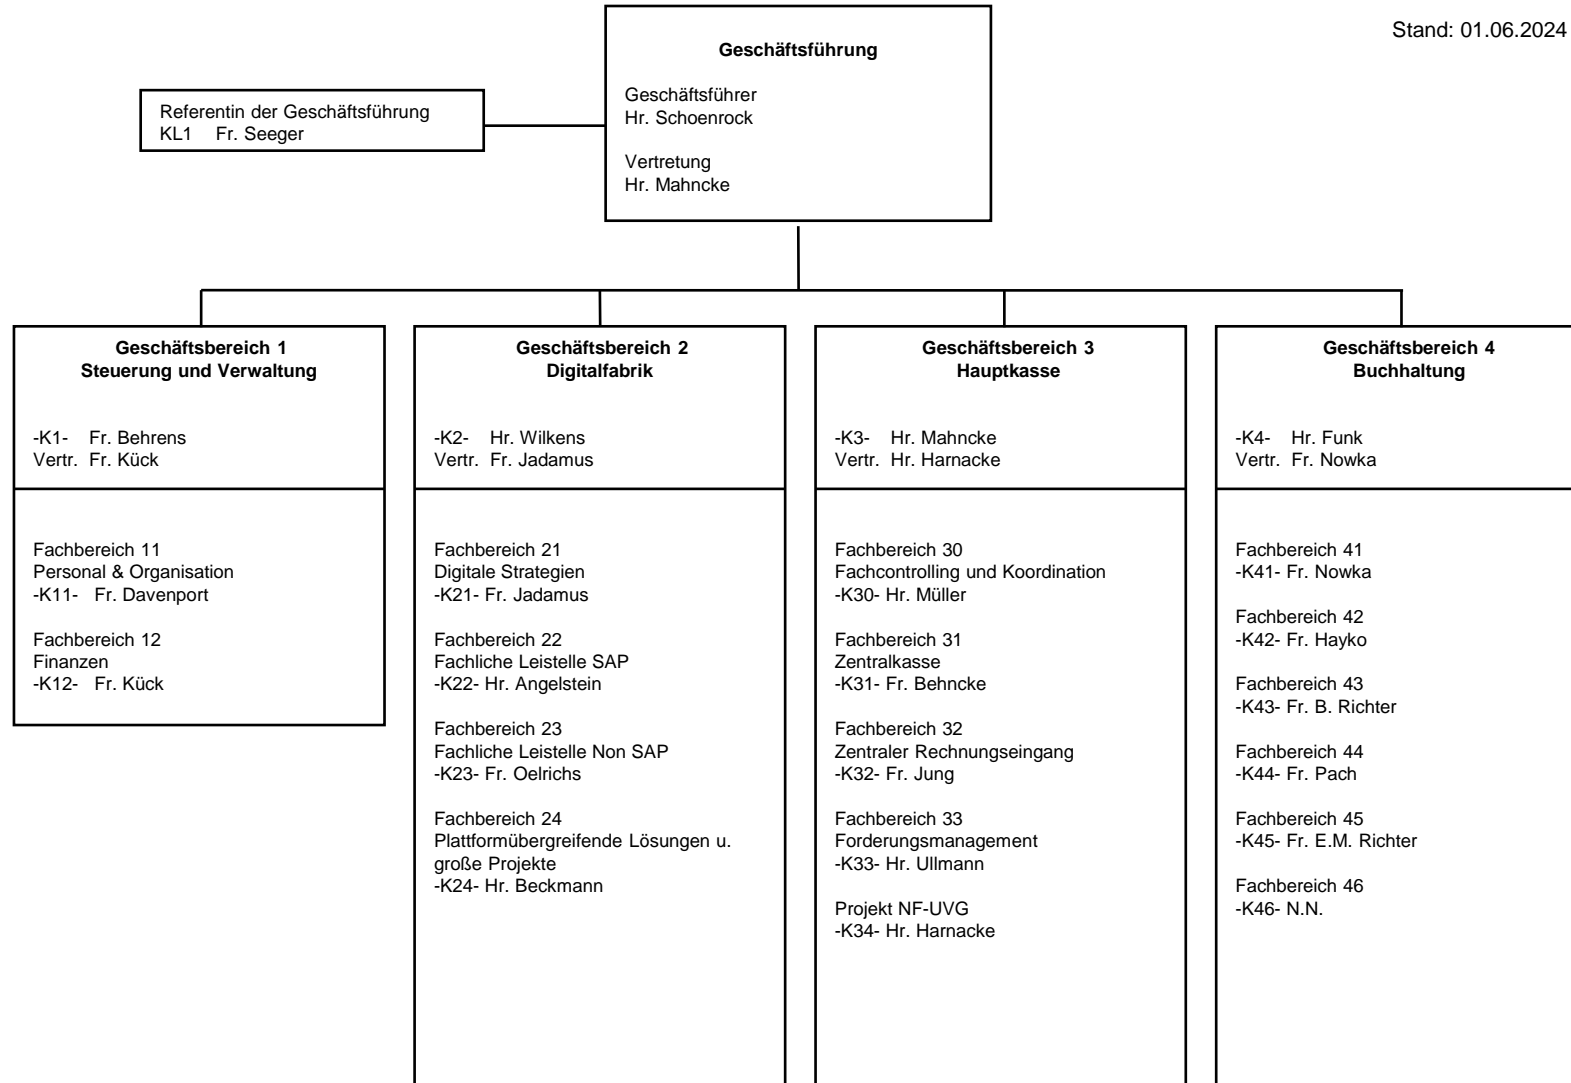 Stand: 01.06.2024
Geschäftsführung
Geschäftsführer
Hr. Schoenrock
Vertretung
Hr. Mahncke
Referentin der Geschäftsführung
KL1 Fr. Seeger
Geschäftsbereich 1
Steuerung und Verwaltung
-K1- Fr. Behrens
Vertr. Fr. Kück
Fachbereich 11
Personal & Organisation
-K11- Fr. Davenport
Fachbereich 12
Finanzen
-K12- Fr. Kück
Geschäftsbereich 2
Digitalfabrik
-K2- Hr. Wilkens
Vertr. Fr. Jadamus
Fachbereich 21
Digitale Strategien
-K21- Fr. Jadamus
Fachbereich 22
Fachliche Leistelle SAP
-K22- Hr. Angelstein
Fachbereich 23
Fachliche Leistelle Non SAP
-K23- Fr. Oelrichs
Fachbereich 24
Plattformübergreifende Lösungen u.
große Projekte
-K24- Hr. Beckmann
Geschäftsbereich 3
Hauptkasse
-K3- Hr. Mahncke
Vertr. Hr. Harnacke
Fachbereich 30
Fachcontrolling und Koordination
-K30- Hr. Müller
Fachbereich 31
Zentralkasse
-K31- Fr. Behncke
Fachbereich 32
Zentraler Rechnungseingang
-K32- Fr. Jung
Fachbereich 33
Forderungsmanagement
-K33- Hr. Ullmann
Projekt NF-UVG
-K34- Hr. Harnacke
Geschäftsbereich 4
Buchhaltung
-K4- Hr. Funk
Vertr. Fr. Nowka
Fachbereich 41
-K41- Fr. Nowka
Fachbereich 42
-K42- Fr. Hayko
Fachbereich 43
-K43- Fr. B. Richter
Fachbereich 44
-K44- Fr. Pach
Fachbereich 45
-K45- Fr. E.M. Richter
Fachbereich 46
-K46- N.N.